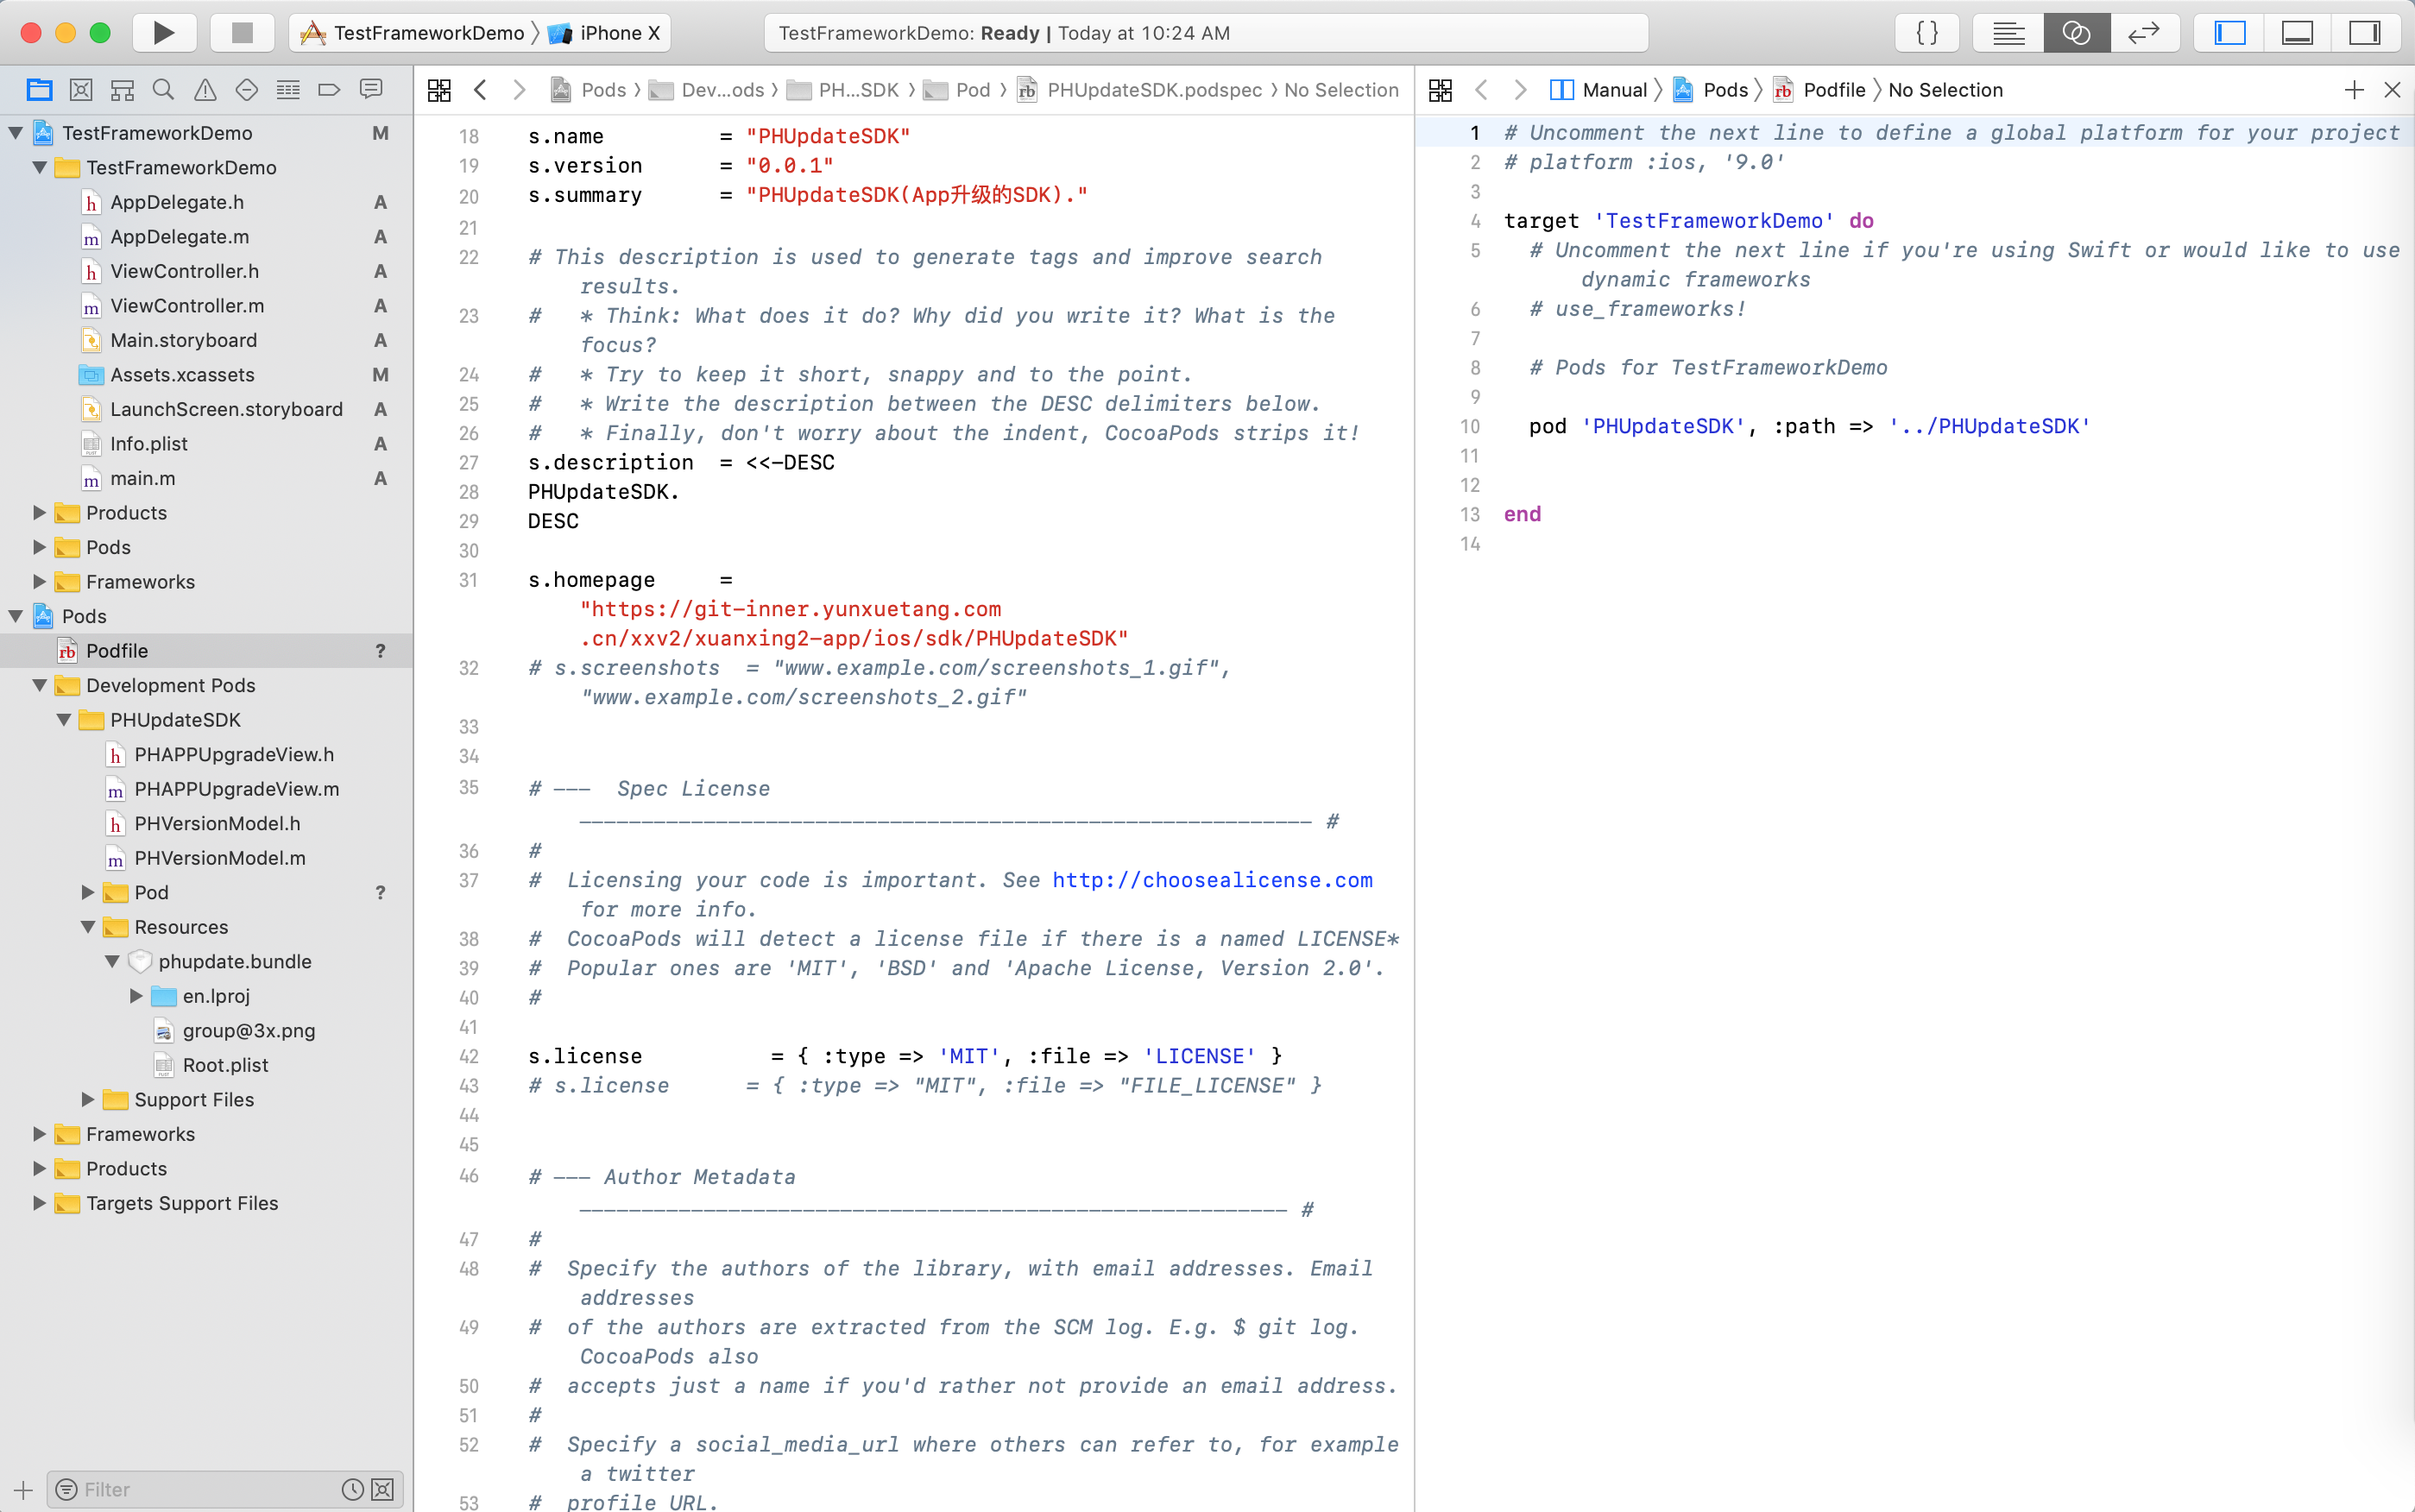 TestFrameworkDemo
iPhone X
TestFrameworkDemo: Ready | Today at 10:24 AM
{ }
TestFrameworkDemo M
TestFrameworkDemo
AppDelegate.h A
AppDelegate.m A
ViewController.h A
ViewController.m A
Main.storyboard A
Assets.xcassets M
LaunchScreen.storyboard A
Info.plist A
main.m A
Products
Pods
Frameworks
Pods
Podfile ?
Development Pods
PHUpdateSDK
PHAPPUpgradeView.h
PHAPPUpgradeView.m
PHVersionModel.h
PHVersionModel.m
Pod ?
Resources
phupdate.bundle
en.lproj
group@3x.png
Root.plist
Support Files
Frameworks
Products
Targets Support Files
Filter
Pods Dev...ods PH...SDK Pod PHUpdateSDK.podspec No Selection
18 s.name = "PHUpdateSDK"
19 s.version = "0.0.1"
20 s.summary = "PHUpdateSDK(App升级的SDK)."
21
22 # This description is used to generate tags and improve search
results.
23 # * Think: What does it do? Why did you write it? What is the
focus?
24 # * Try to keep it short, snappy and to the point.
25 # * Write the description between the DESC delimiters below.
26 # * Finally, don't worry about the indent, CocoaPods strips it!
27 s.description = <<-DESC
28 PHUpdateSDK.
29 DESC
30
31 s.homepage =
"https://git-inner.yunxuetang.com
.cn/xxv2/xuanxing2-app/ios/sdk/PHUpdateSDK"
32 # s.screenshots = "www.example.com/screenshots_1.gif",
"www.example.com/screenshots_2.gif"
33
34
35 # ––– Spec License
–––––––––––––––––––––––––––––––––––––––––––––––––––––––––– #
36 #
37 # Licensing your code is important. See http://choosealicense.com
for more info.
38 # CocoaPods will detect a license file if there is a named LICENSE*
39 # Popular ones are 'MIT', 'BSD' and 'Apache License, Version 2.0'.
40 #
41
42 s.license = { :type => 'MIT', :file => 'LICENSE' }
43 # s.license = { :type => "MIT", :file => "FILE_LICENSE" }
44
45
46 # ––– Author Metadata
–––––––––––––––––––––––––––––––––––––––––––––––––––––––– #
47 #
48 # Specify the authors of the library, with email addresses. Email
addresses
49 # of the authors are extracted from the SCM log. E.g. $ git log.
CocoaPods also
50 # accepts just a name if you'd rather not provide an email address.
51 #
52 # Specify a social_media_url where others can refer to, for example
a twitter
53 # profile URL.
Manual Pods Podfile No Selection
1 # Uncomment the next line to define a global platform for your project
2 # platform :ios, '9.0'
3
4 target 'TestFrameworkDemo' do
5 # Uncomment the next line if you're using Swift or would like to use
dynamic frameworks
6 # use_frameworks!
7
8 # Pods for TestFrameworkDemo
9
10 pod 'PHUpdateSDK', :path => '../PHUpdateSDK'
11
12
13 end
14